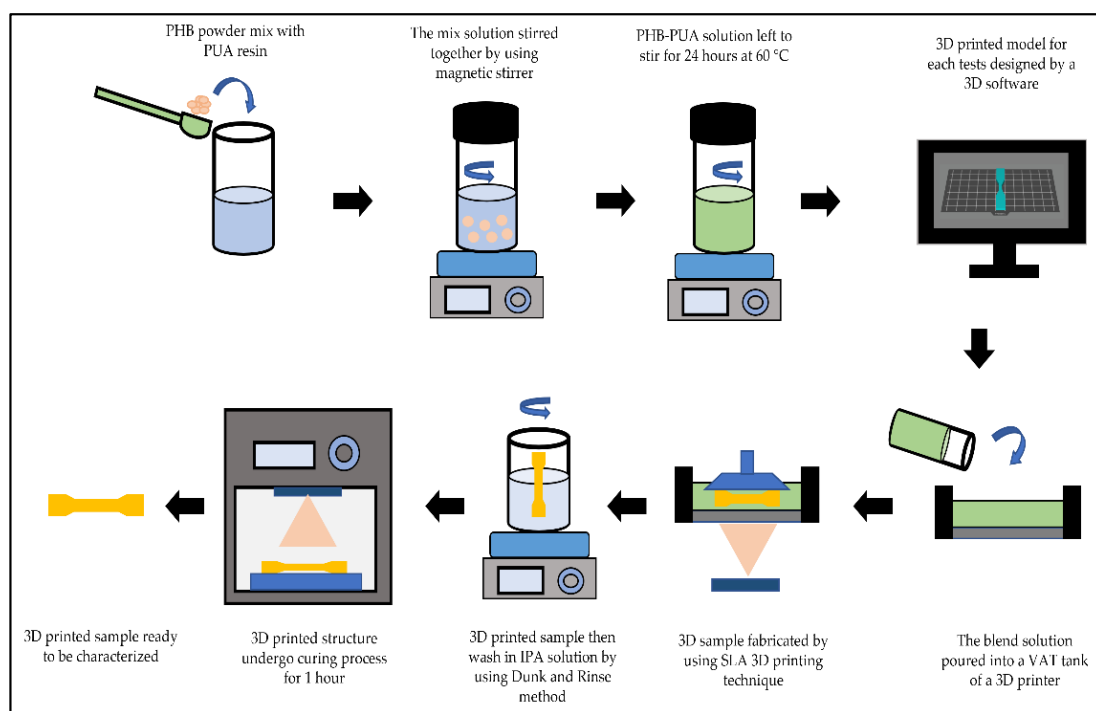 PHB powder mix with
PUA resin
The mix solution stirred
together by using
magnetic stirrer
PHB-PUA solution left to
stir for 24 hours at 60 °C
3D printed model for
each tests designed by a
3D software
3D printed sample ready
to be characterized
3D printed structure
undergo curing process
for 1 hour
3D printed sample then
wash in IPA solution by
using Dunk and Rinse
method
3D sample fabricated by
using SLA 3D printing
technique
The blend solution
poured into a VAT tank
of a 3D printer